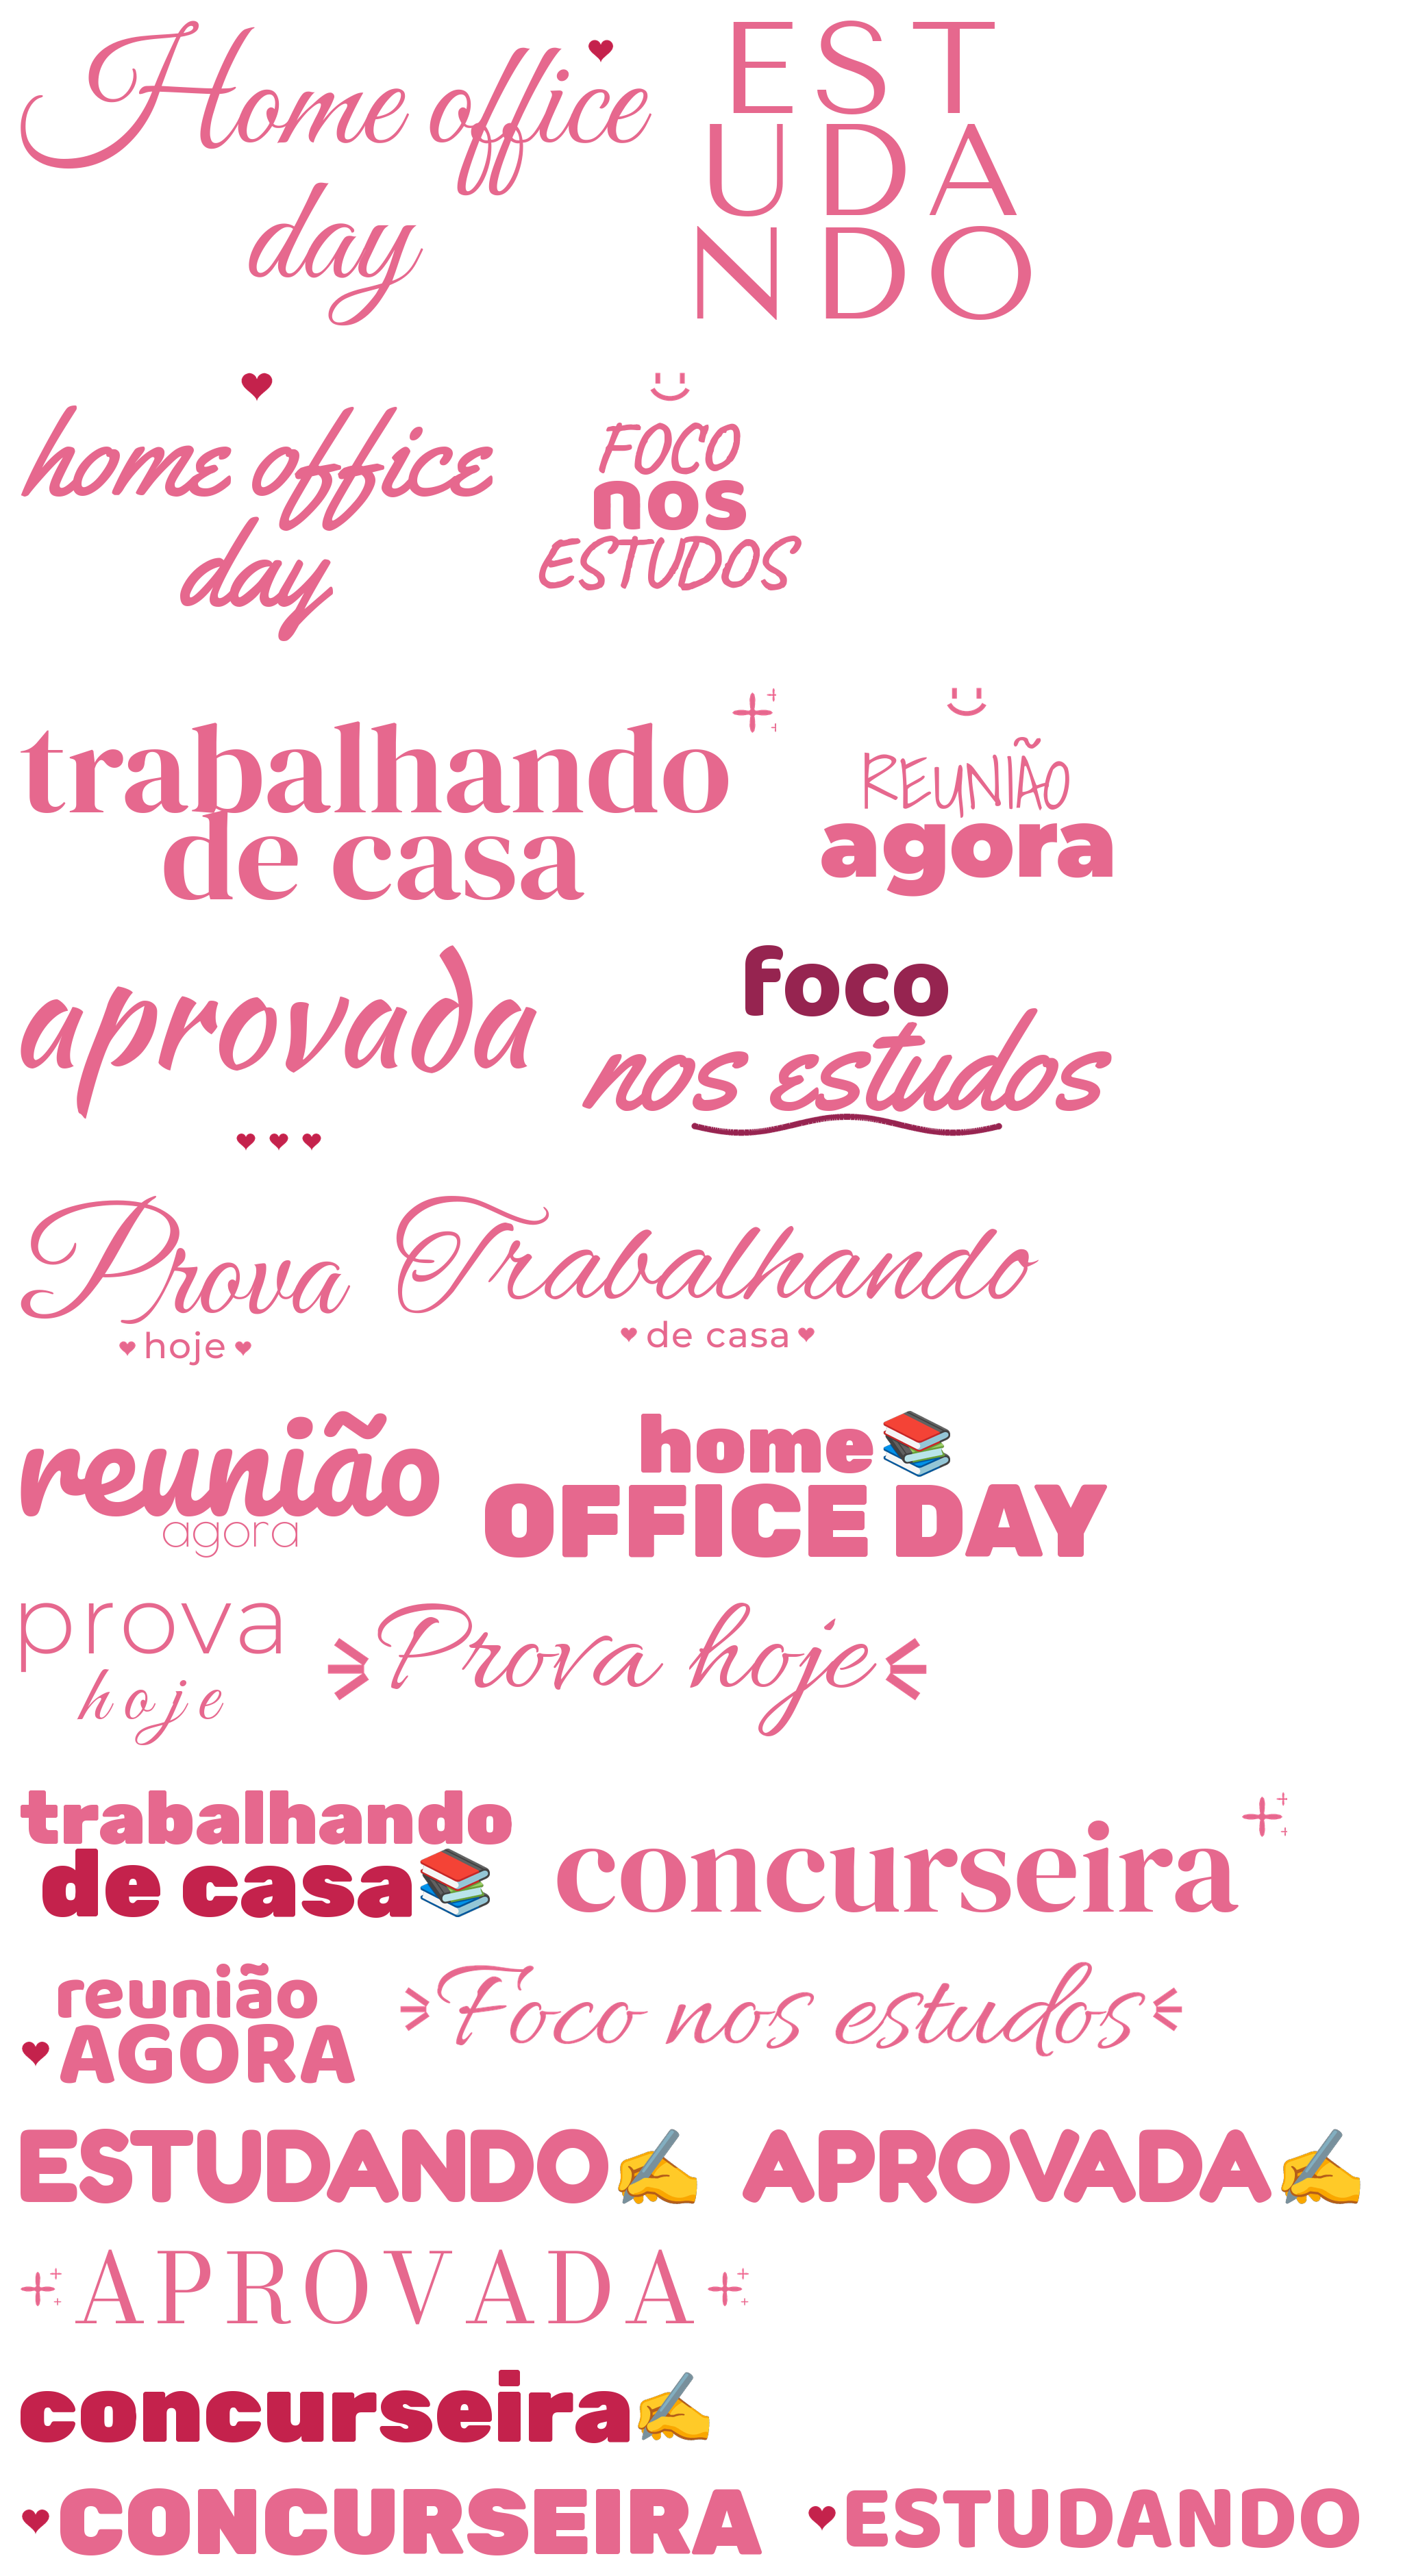 Home office
day
EST
UDA
NDO
home office
day
FOCO
nos
ESTUDOS
trabalhando
de casa
REUNIÃO
agora
aprovada
foco
nos estudos
Prova
hoje
Trabalhando
de casa
reunião
agora
home
OFFICE DAY
prova
hoje
Prova hoje
trabalhando
de casa
concurseira
reunião
AGORA
Foco nos estudos
ESTUDANDO
APROVADA
APROVADA
concurseira
CONCURSEIRA
ESTUDANDO